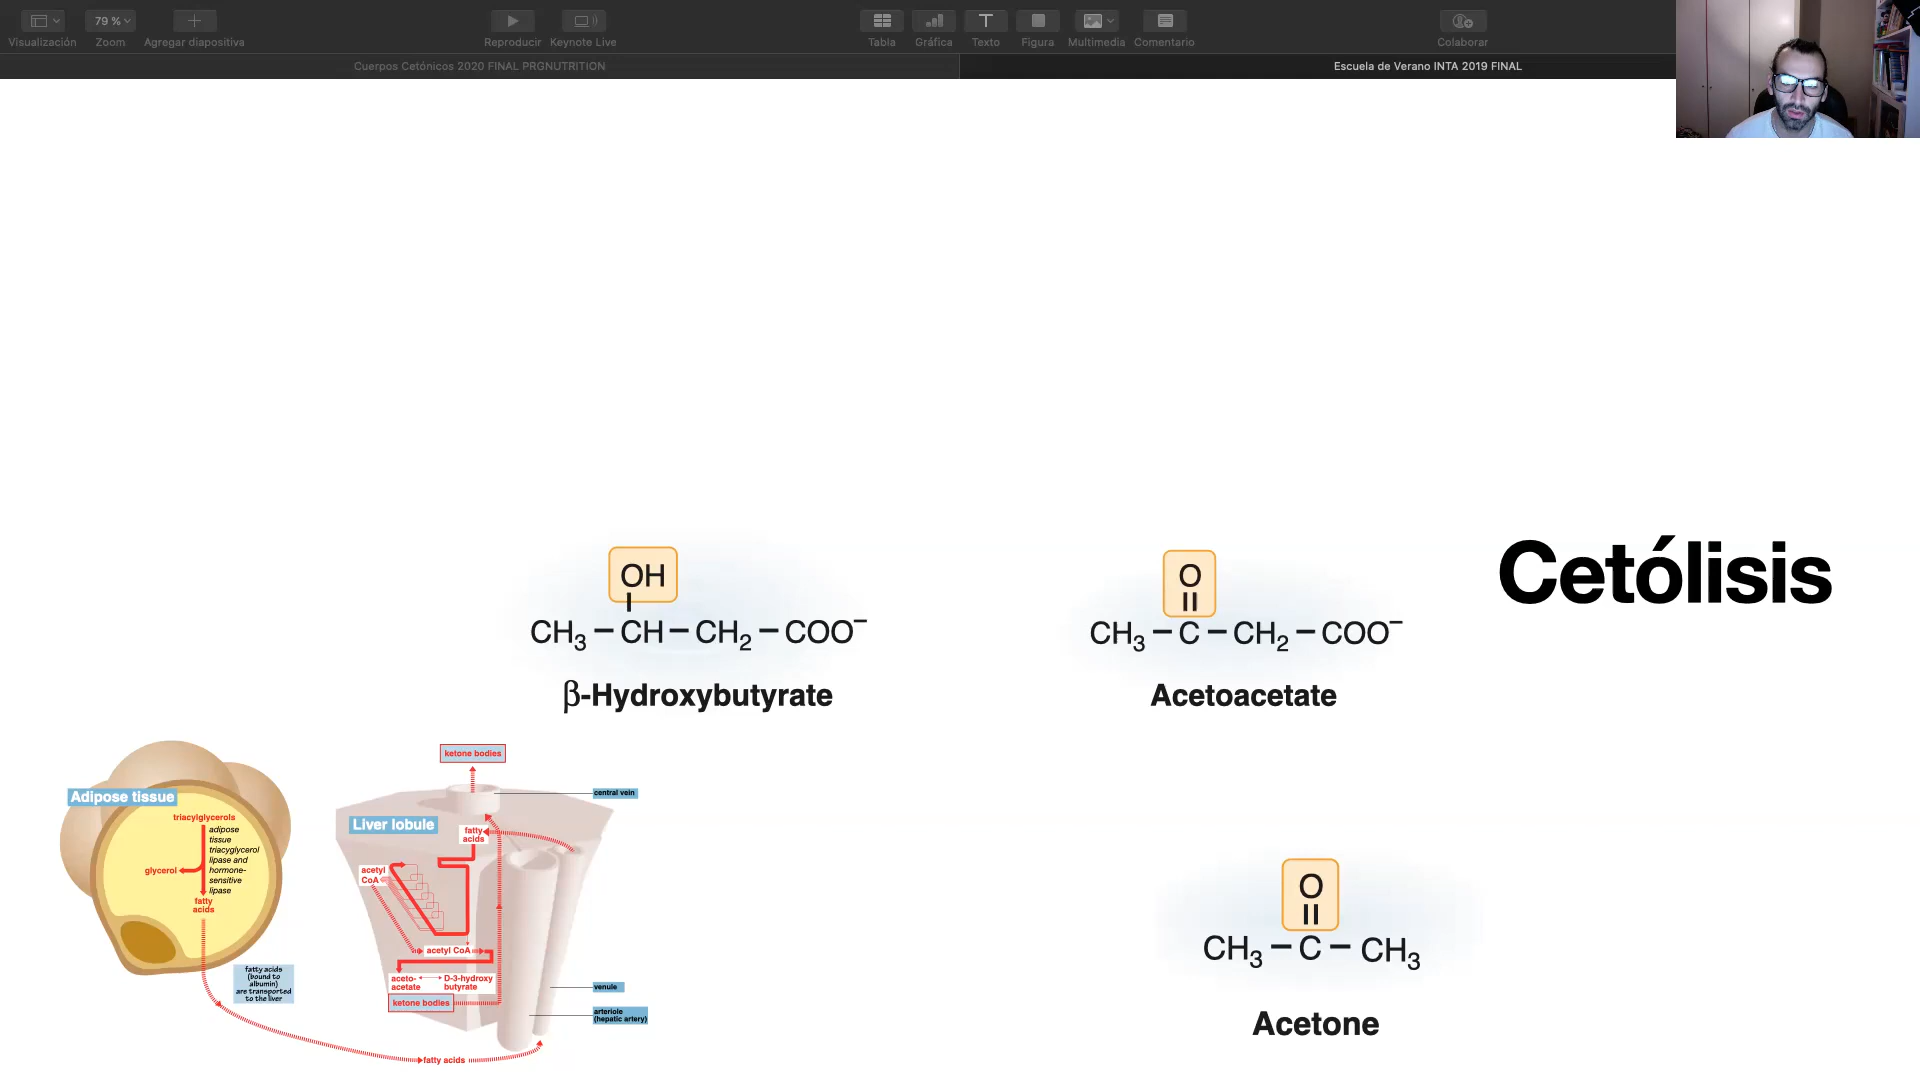 79 %
Visualización
Zoom
Agregar diapositiva
Reproducir
Keynote Live
Tabla
Gráfica
Texto
Figura
Multimedia
Comentario
Colaborar
Cuerpos Cetónicos 2020 FINAL PRGNUTRITION
Escuela de Verano INTA 2019 FINAL
Cetólisis
OH
CH₃ – CH – CH₂ – COO⁻
β-Hydroxybutyrate
O
CH₃ – C – CH₂ – COO⁻
Acetoacetate
O
CH₃ – C – CH₃
Acetone
Adipose tissue
triacylglycerols
adipose
tissue
triacyglycerol
lipase and
hormone-
sensitive
lipase
glycerol
fatty
acids
fatty acids
(bound to
albumin)
are transported
to the liver
fatty acids
ketone bodies
central vein
Liver lobule
fatty
acids
acetyl
CoA
acetyl CoA
aceto-
acetate
D-3-hydroxy
butyrate
ketone bodies
venule
arteriole
(hepatic artery)